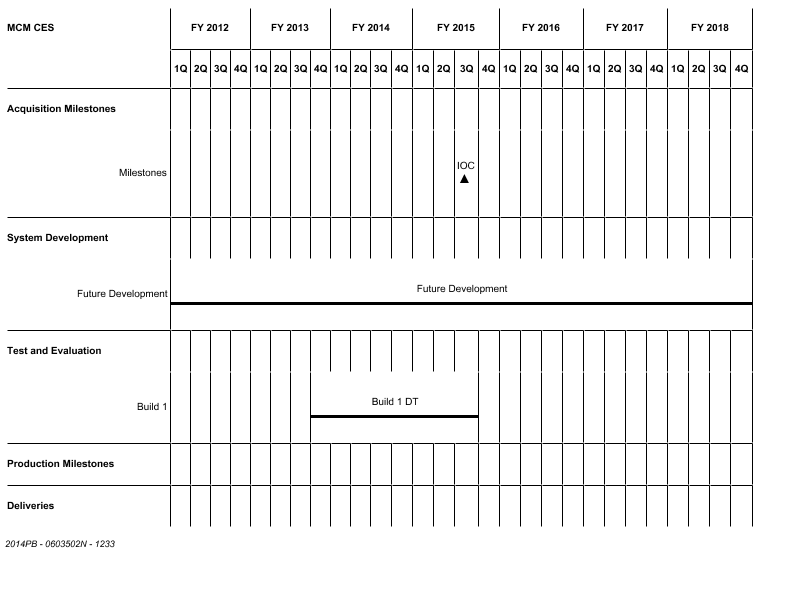 MCM CES FY 2012 FY 2013 FY 2014 FY 2015 FY 2016 FY 2017 FY 2018
1Q 2Q 3Q 4Q 1Q 2Q 3Q 4Q 1Q 2Q 3Q 4Q 1Q 2Q 3Q 4Q 1Q 2Q 3Q 4Q 1Q 2Q 3Q 4Q 1Q 2Q 3Q 4Q
Acquisition Milestones
IOC
Milestones
System Development
Future Development
Future Development
Test and Evaluation
Build 1 DT
Build 1
Production Milestones
Deliveries
2014PB - 0603502N - 1233